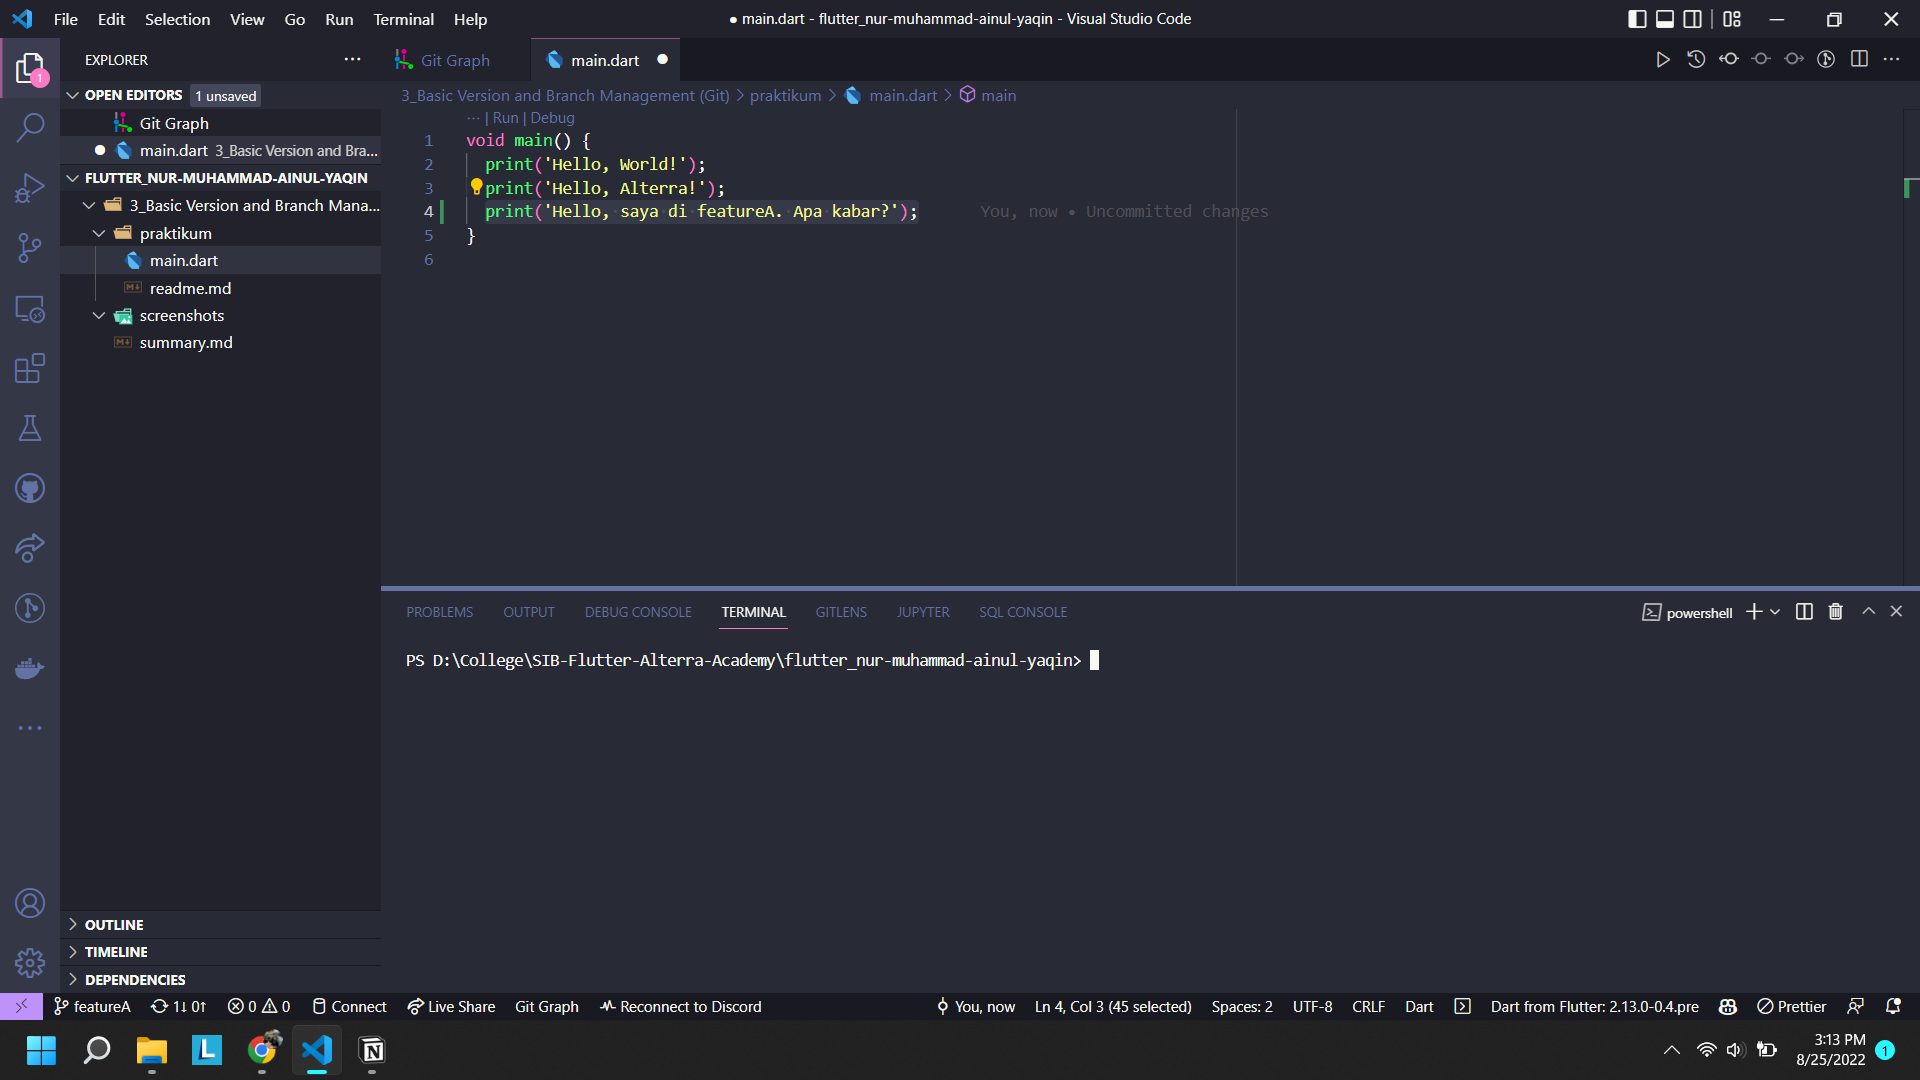 File Edit Selection View Go Run Terminal Help
● main.dart - flutter_nur-muhammad-ainul-yaqin - Visual Studio Code
1
EXPLORER ···
OPEN EDITORS 1 unsaved
Git Graph
main.dart 3_Basic Version and Bra...
FLUTTER_NUR-MUHAMMAD-AINUL-YAQIN
3_Basic Version and Branch Mana...
praktikum
main.dart
readme.md
screenshots
summary.md
OUTLINE
TIMELINE
DEPENDENCIES
Git Graph
main.dart
3_Basic Version and Branch Management (Git) > praktikum > main.dart > main
··· | Run | Debug
1 void main() {
2 print('Hello, World!');
3 print('Hello, Alterra!');
4 print('Hello, saya di featureA. Apa kabar?'); You, now • Uncommitted changes
5 }
6
PROBLEMS OUTPUT DEBUG CONSOLE TERMINAL GITLENS JUPYTER SQL CONSOLE
powershell
PS D:\College\SIB-Flutter-Alterra-Academy\flutter_nur-muhammad-ainul-yaqin>
featureA 1↓ 0↑ 0 0 Connect Live Share Git Graph Reconnect to Discord
You, now Ln 4, Col 3 (45 selected) Spaces: 2 UTF-8 CRLF Dart Dart from Flutter: 2.13.0-0.4.pre Prettier
L
N
3:13 PM
8/25/2022
1